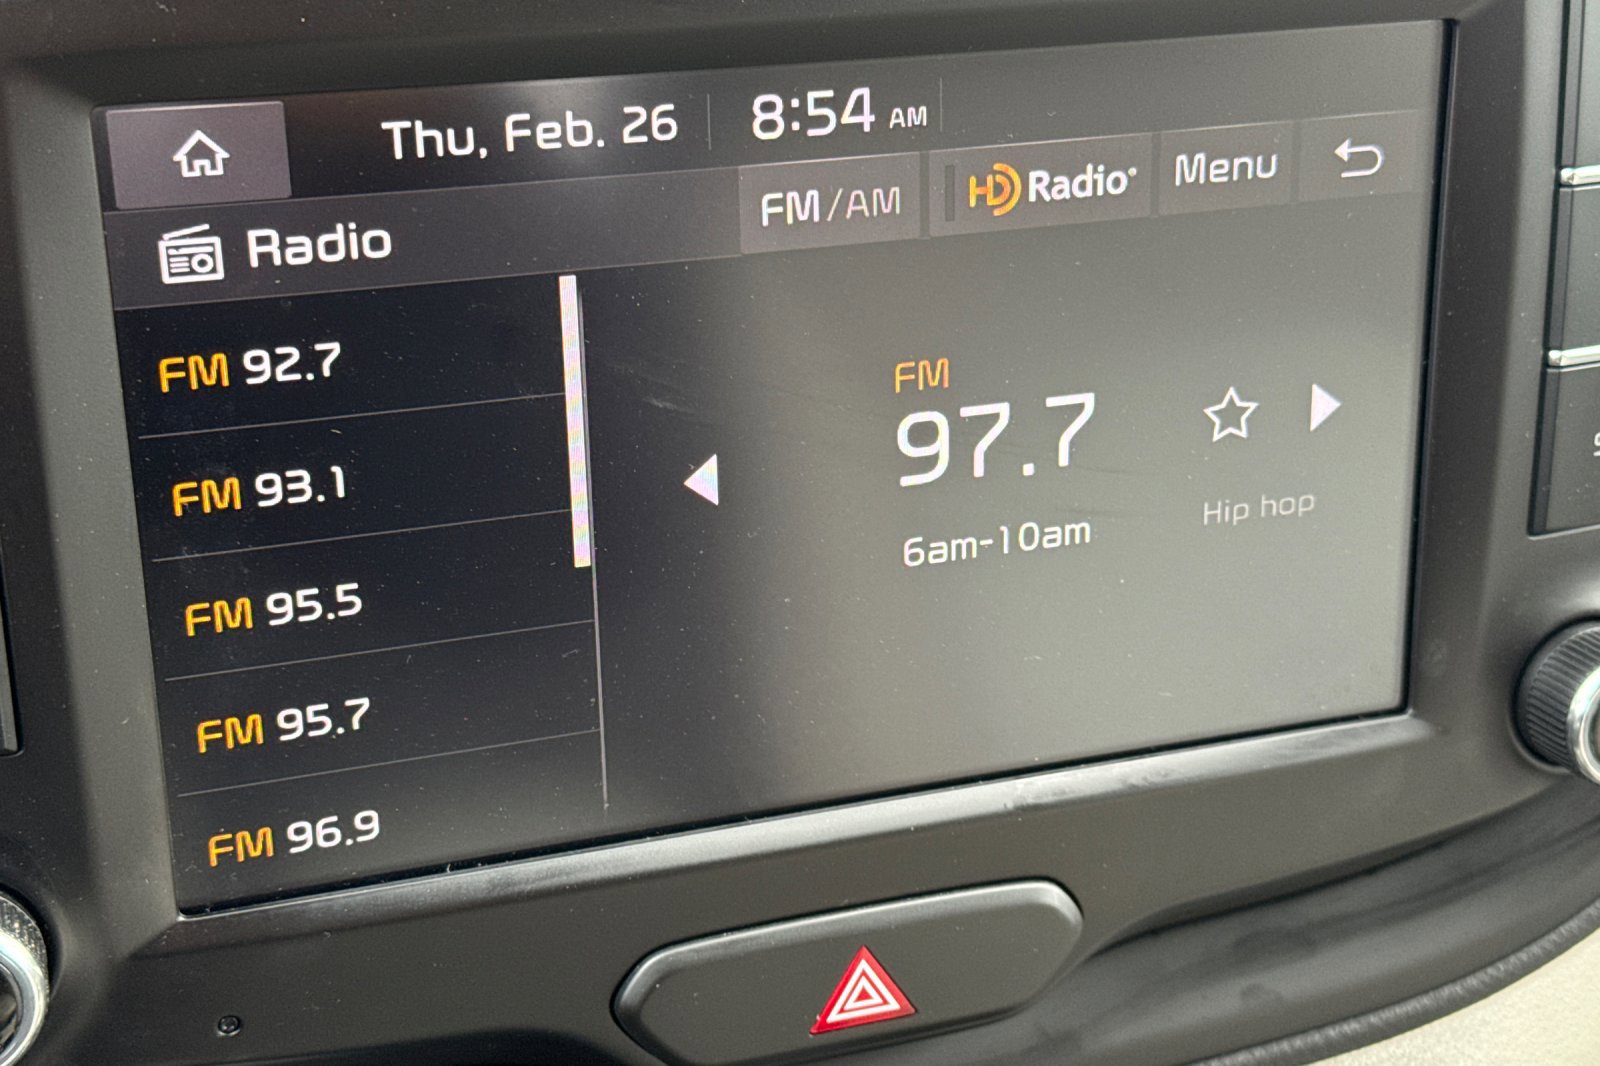 Thu, Feb. 26 8:54 AM
Radio FM/AM HD Radio Menu
FM 92.7
FM 93.1
FM 95.5
FM 95.7
FM 96.9
FM
97.7
6am-10am
Hip hop